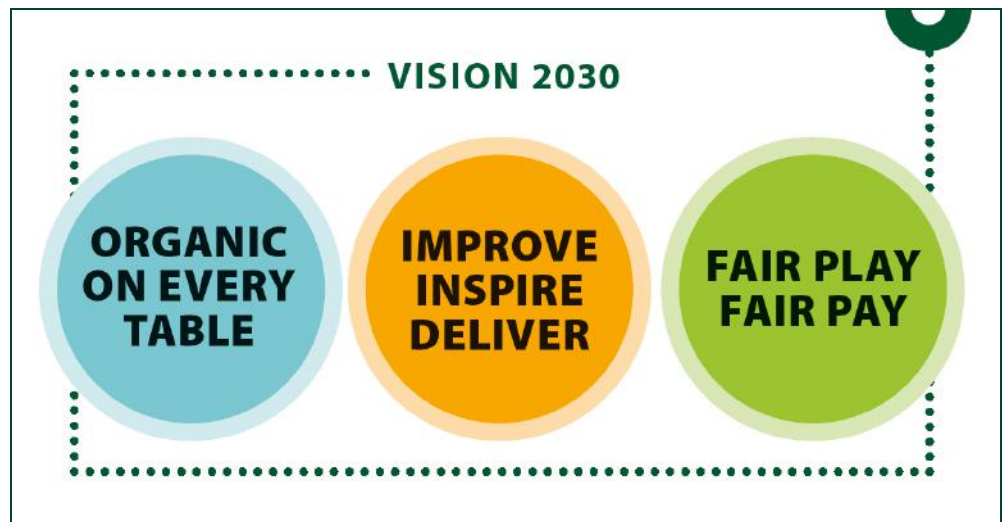 VISION 2030
ORGANIC
ON EVERY
TABLE
IMPROVE
INSPIRE
DELIVER
FAIR PLAY
FAIR PAY